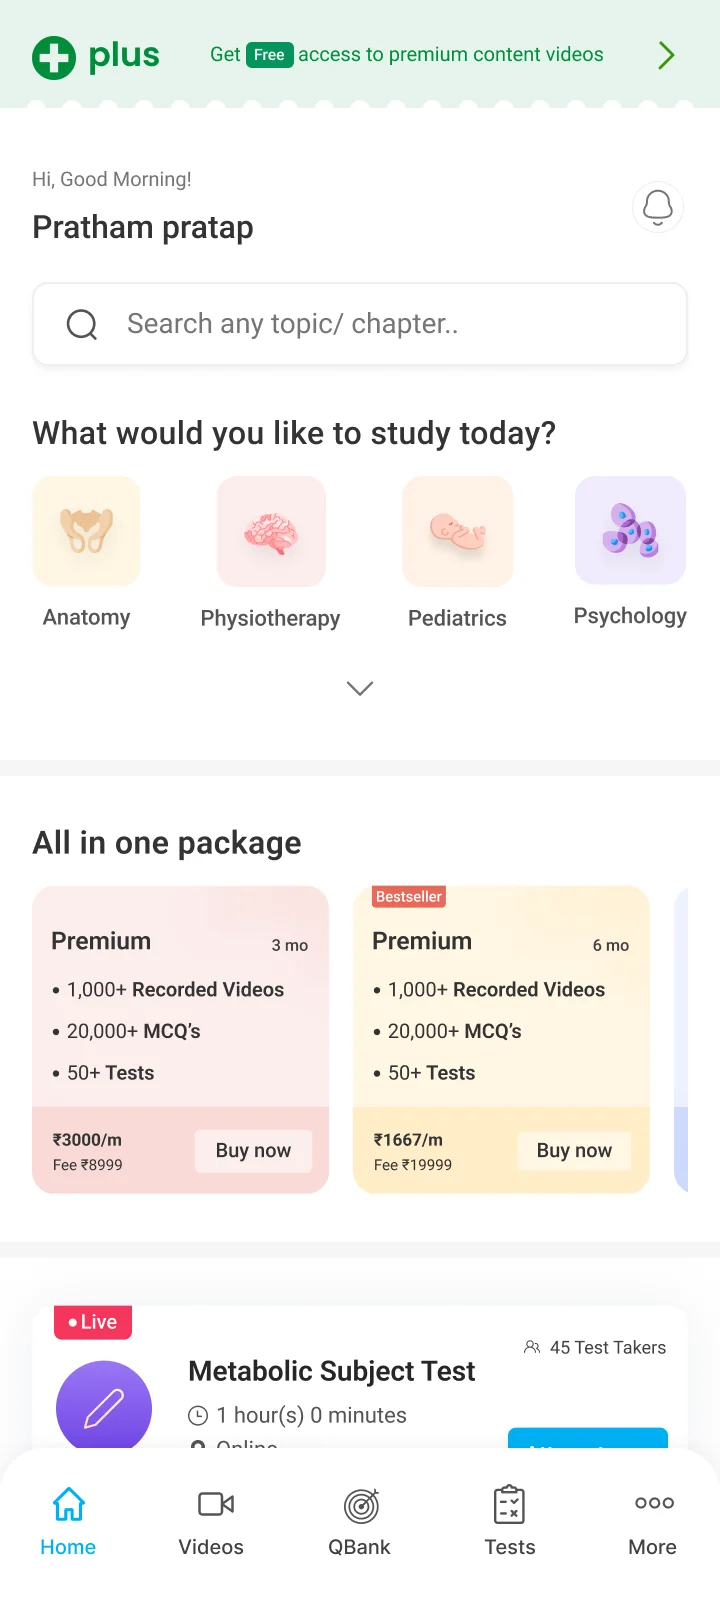 plus
Get Free access to premium content videos
Hi, Good Morning!
Pratham pratap
Search any topic/ chapter..
What would you like to study today?
Anatomy
Physiotherapy
Pediatrics
Psychology
All in one package
Premium
3 mo
• 1,000+ Recorded Videos
• 20,000+ MCQ’s
• 50+ Tests
₹3000/m
Fee ₹8999
Buy now
Bestseller
Premium
6 mo
• 1,000+ Recorded Videos
• 20,000+ MCQ’s
• 50+ Tests
₹1667/m
Fee ₹19999
Buy now
Live
45 Test Takers
Metabolic Subject Test
1 hour(s) 0 minutes
Online
Home
Videos
QBank
Tests
More